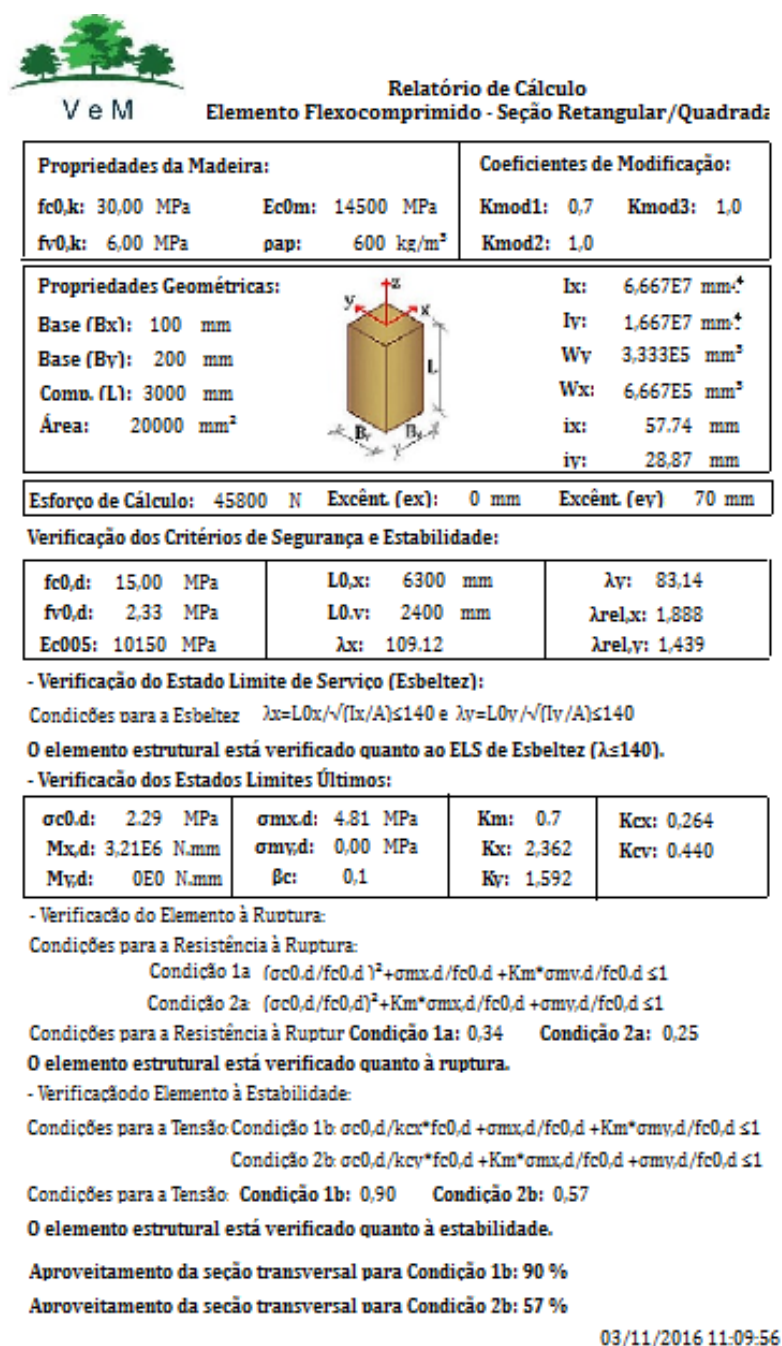 VeM
Relatório de Cálculo
Elemento Flexocomprimido - Seção Retangular/Quadrada
Propriedades da Madeira:
fc0,k: 30,00 MPa Ec0m: 14500 MPa
fv0,k: 6,00 MPa ρap: 600 kg/m³
Coeficientes de Modificação:
Kmod1: 0,7 Kmod3: 1,0
Kmod2: 1,0
Propriedades Geométricas:
Base (Bx): 100 mm
Base (By): 200 mm
Comp. (L): 3000 mm
Área: 20000 mm²
z
y x
L
Bᵧ Bₓ
Ix: 6,667E7 mm⁴
Iy: 1,667E7 mm⁴
Wy 3,333E5 mm³
Wx: 6,667E5 mm³
ix: 57.74 mm
iy: 28,87 mm
Esforço de Cálculo: 45800 N Excênt. (ex): 0 mm Excênt. (ey) 70 mm
Verificação dos Critérios de Segurança e Estabilidade:
fc0,d: 15,00 MPa L0,x: 6300 mm λy: 83,14
fv0,d: 2,33 MPa L0.y: 2400 mm λrel,x: 1,888
Ec005: 10150 MPa λx: 109.12 λrel,y: 1,439
- Verificação do Estado Limite de Serviço (Esbeltez):
Condições para a Esbeltez λx=L0x/√(Ix/A)≤140 e λy=L0y/√(Iy/A)≤140
O elemento estrutural está verificado quanto ao ELS de Esbeltez (λ≤140).
- Verificação dos Estados Limites Últimos:
σc0.d: 2.29 MPa σmx.d: 4.81 MPa Km: 0.7 Kcx: 0,264
Mx,d: 3,21E6 N.mm σmy,d: 0,00 MPa Kx: 2,362 Kcy: 0.440
My,d: 0E0 N.mm βc: 0,1 Ky: 1,592
- Verificação do Elemento à Ruptura:
Condições para a Resistência à Ruptura:
Condição 1a (σc0.d/fc0.d )²+σmx.d/fc0.d +Km*σmy.d/fc0.d ≤1
Condição 2a: (σc0,d/fc0,d)²+Km*σmx,d/fc0,d +σmy,d/fc0,d ≤1
Condições para a Resistência à Ruptur Condição 1a: 0,34 Condição 2a: 0,25
O elemento estrutural está verificado quanto à ruptura.
- Verificaçãodo Elemento à Estabilidade:
Condições para a Tensão: Condição 1b: σc0,d/kcx*fc0,d +σmx,d/fc0,d +Km*σmy,d/fc0,d ≤1
Condição 2b: σc0,d/kcy*fc0,d +Km*σmx,d/fc0,d +σmy,d/fc0,d ≤1
Condições para a Tensão: Condição 1b: 0,90 Condição 2b: 0,57
O elemento estrutural está verificado quanto à estabilidade.
Aproveitamento da seção transversal para Condição 1b: 90 %
Aproveitamento da seção transversal para Condição 2b: 57 %
03/11/2016 11:09:56